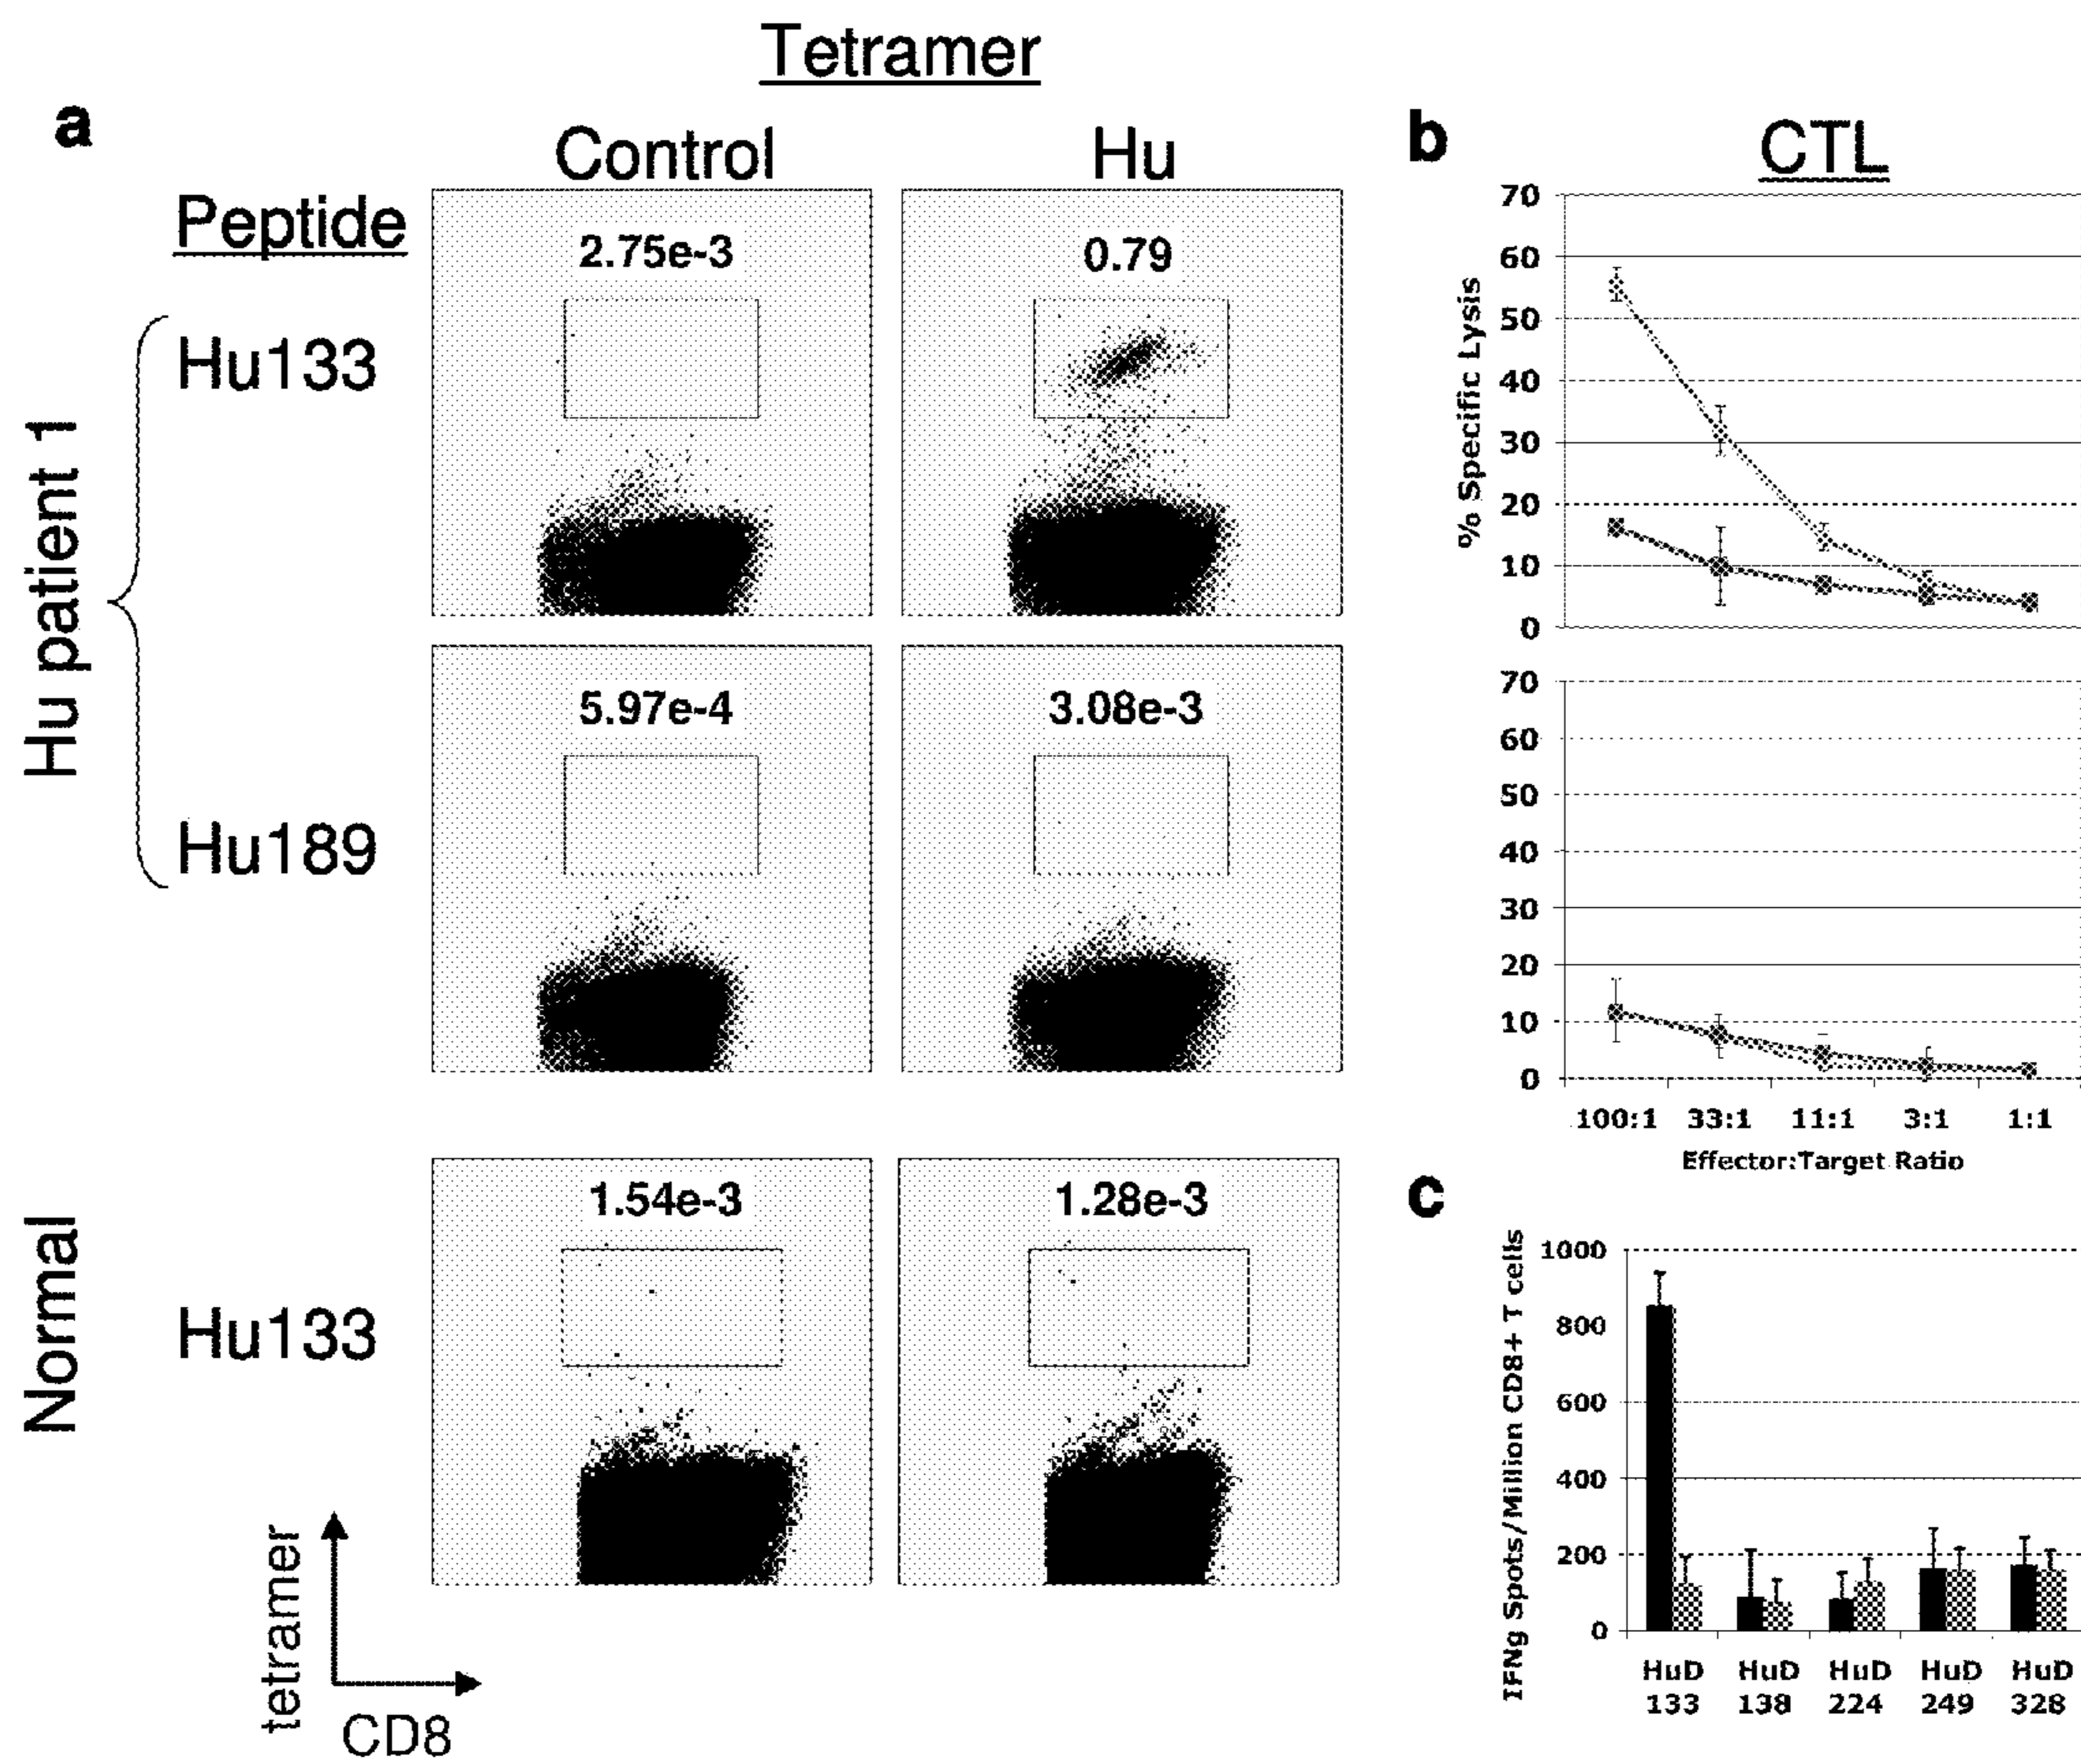 Tetramer
a
Control
Hu
Peptide
Hu patient 1
Hu133
2.75e-3
0.79
Hu189
5.97e-4
3.08e-3
Normal
Hu133
1.54e-3
1.28e-3
tetramer
CD8
b
CTL
% Specific Lysis
70
60
50
40
30
20
10
0
70
60
50
40
30
20
10
0
100:1 33:1 11:1 3:1 1:1
Effector:Target Ratio
c
IFNg Spots/Million CD8+ T cells
1000
800
600
400
200
0
HuD HuD HuD HuD HuD
133 138 224 249 328